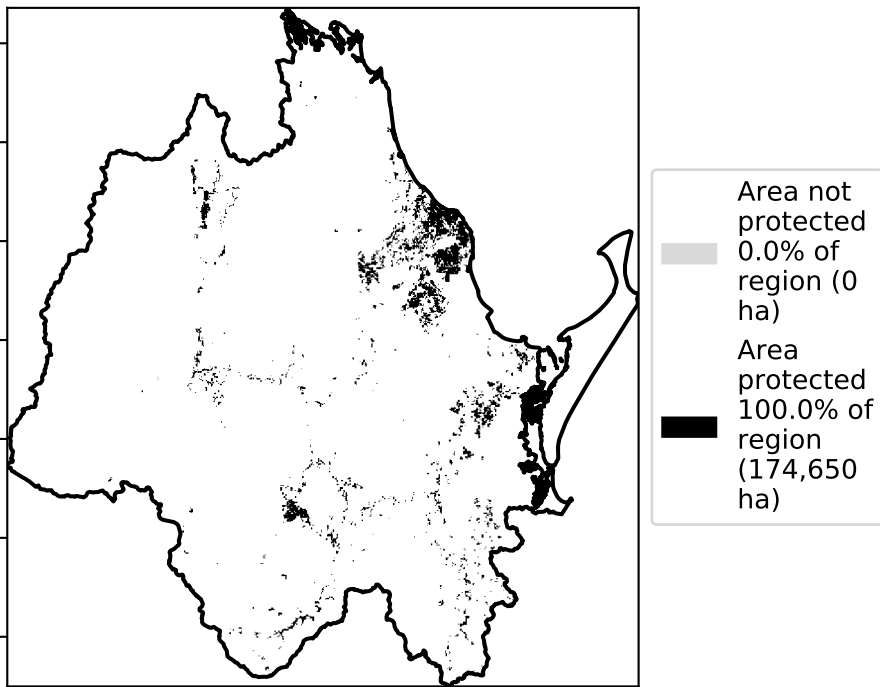 Area not
protected
0.0% of
region (0
ha)
Area
protected
100.0% of
region
(174,650
ha)